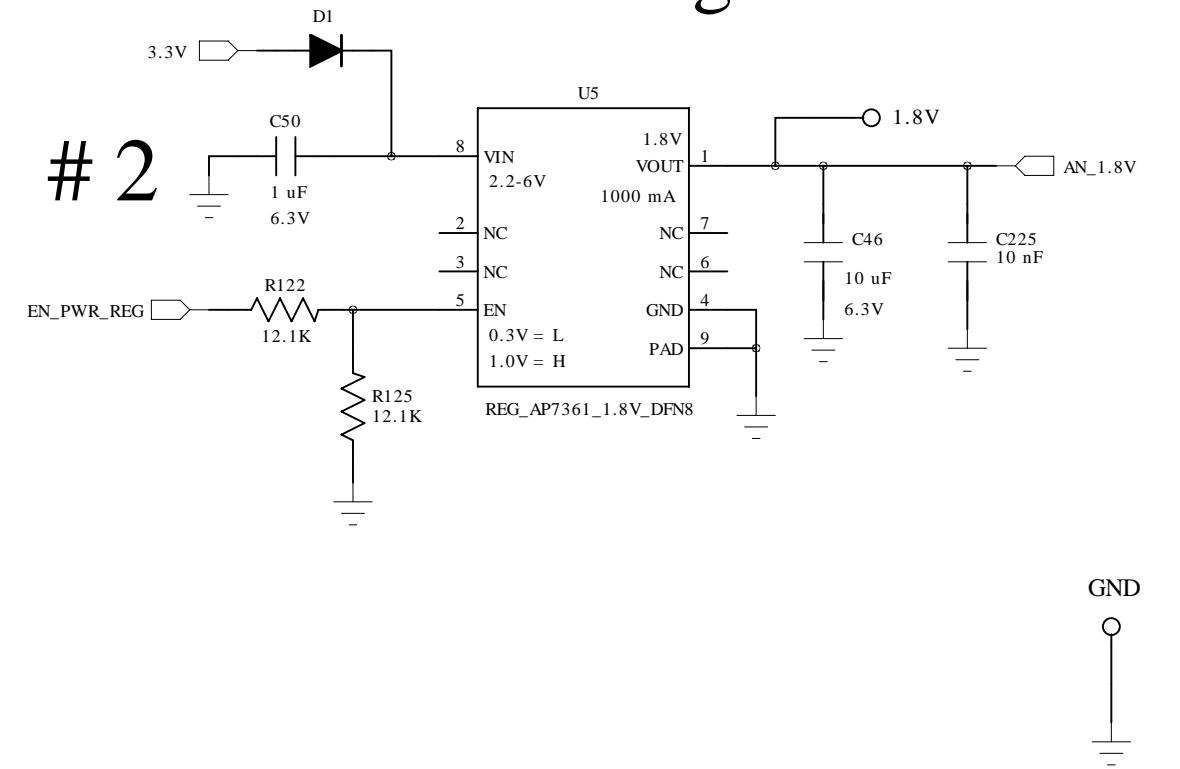 D1
3.3V
U5
C50
1.8V
1.8V
# 2
8
VIN
VOUT
1
AN_1.8V
2.2-6V
1 uF
1000 mA
6.3V
2
NC
NC
7
C46
C225
10 nF
3
NC
NC
6
10 uF
R122
EN_PWR_REG
5
EN
GND
4
6.3V
12.1K
0.3V = L
PAD
9
1.0V = H
R125
12.1K
REG_AP7361_1.8V_DFN8
GND